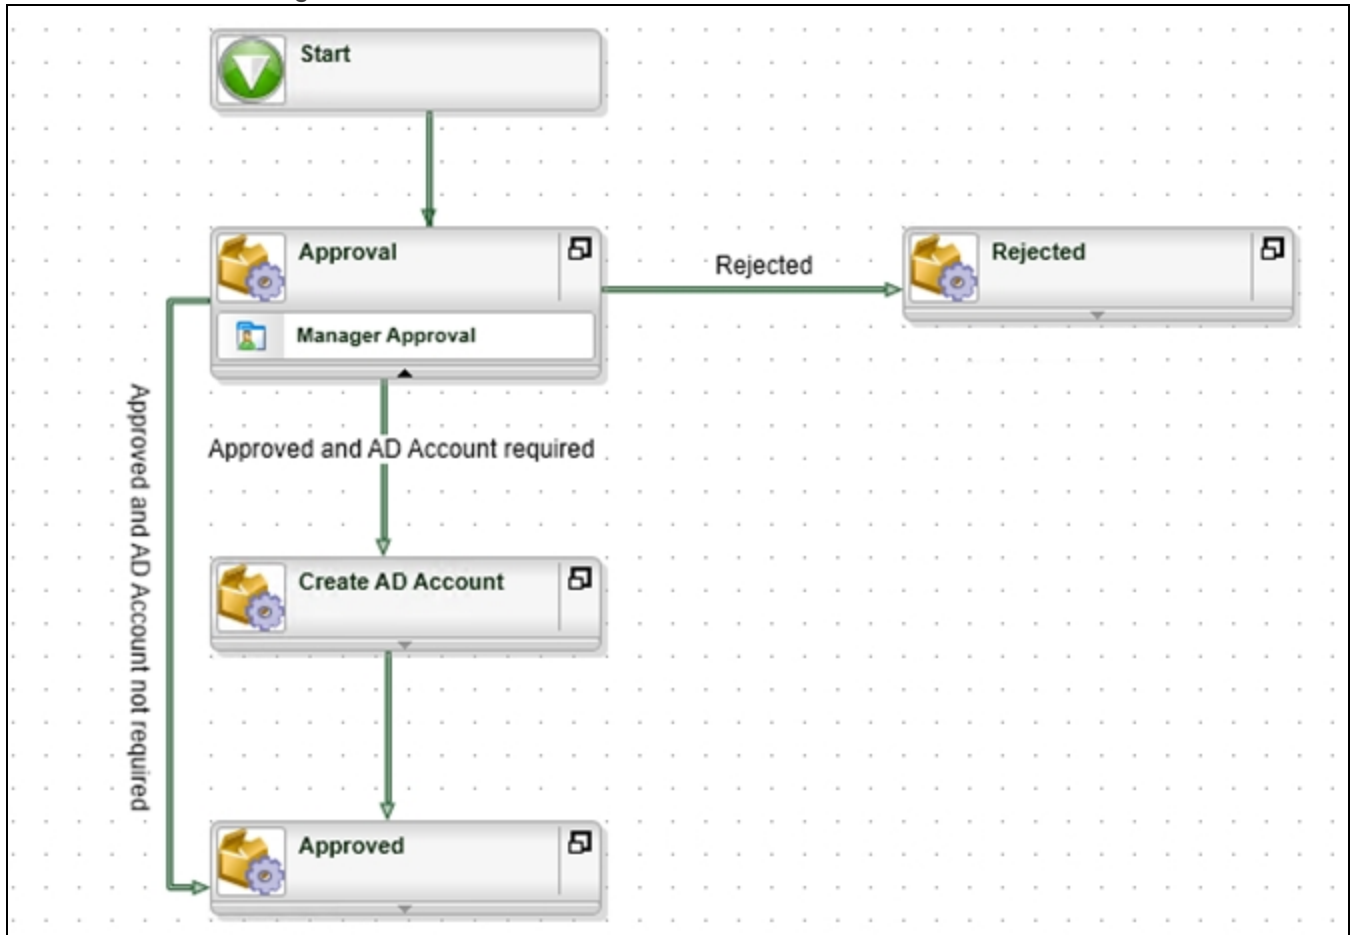 Start
Approval
Rejected
Rejected
Manager Approval
Approved and AD Account required
Approved and AD Account not required
Create AD Account
Approved